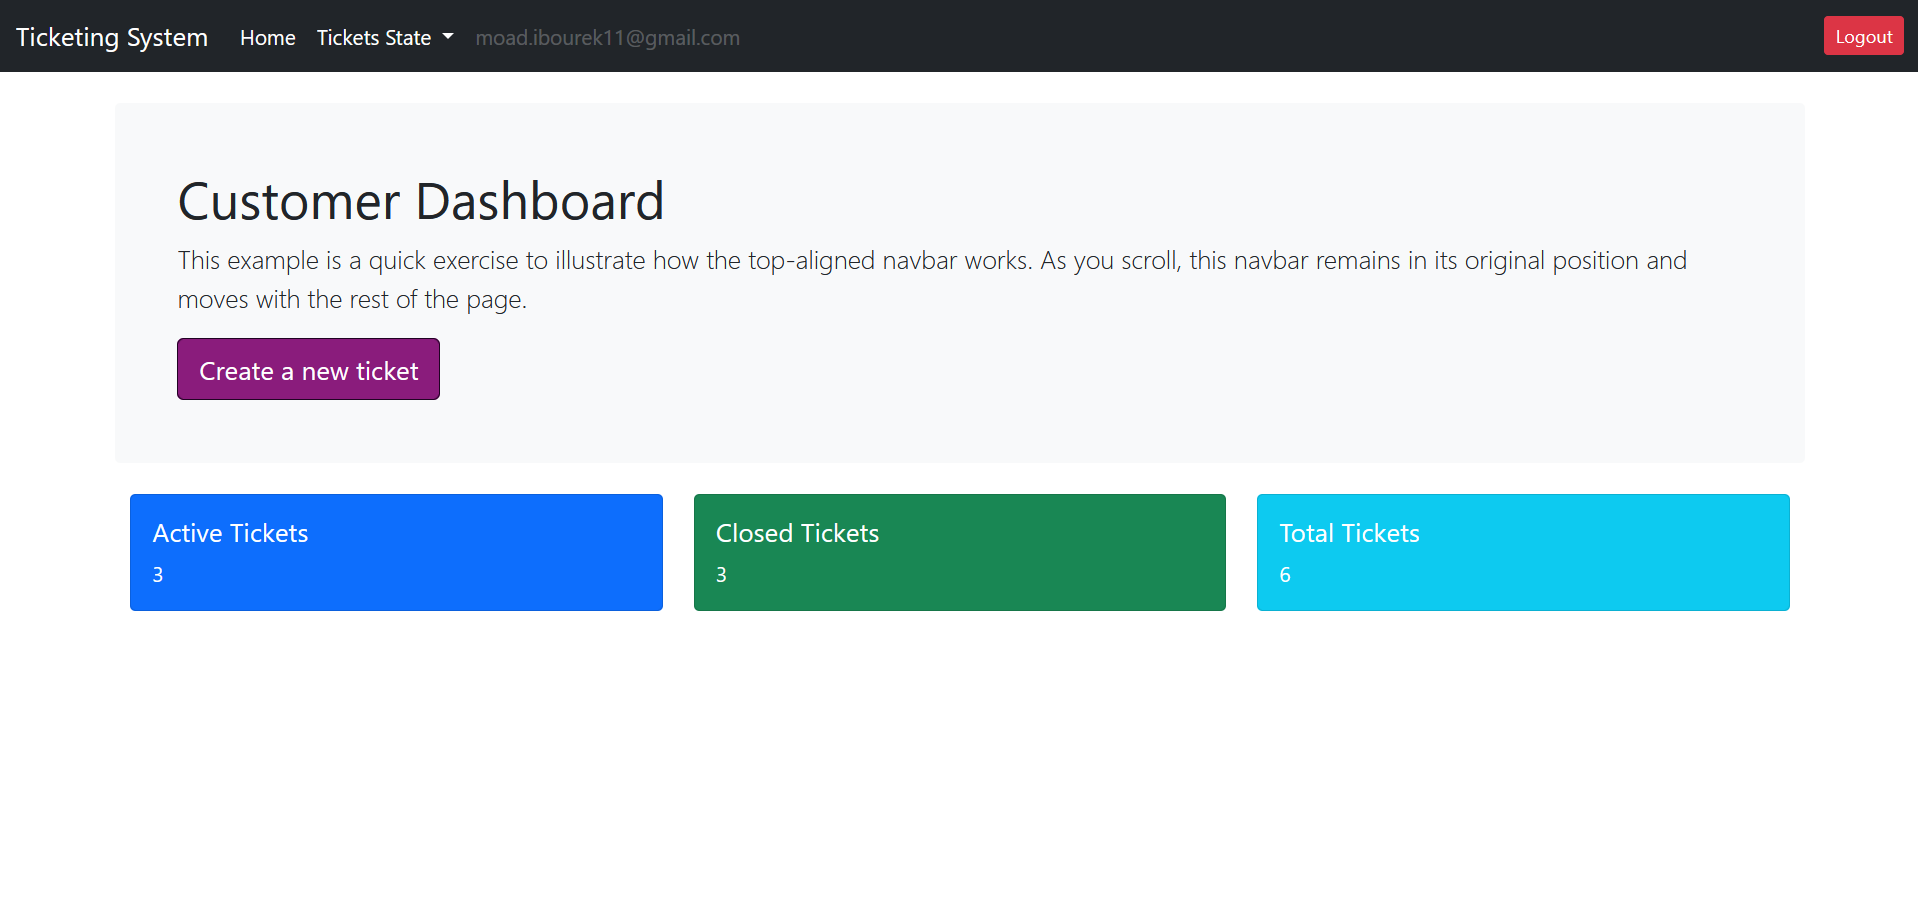 Ticketing System Home Tickets State moad.ibourek11@gmail.com Logout
Customer Dashboard
This example is a quick exercise to illustrate how the top-aligned navbar works. As you scroll, this navbar remains in its original position and
moves with the rest of the page.
Create a new ticket
Active Tickets
3
Closed Tickets
3
Total Tickets
6